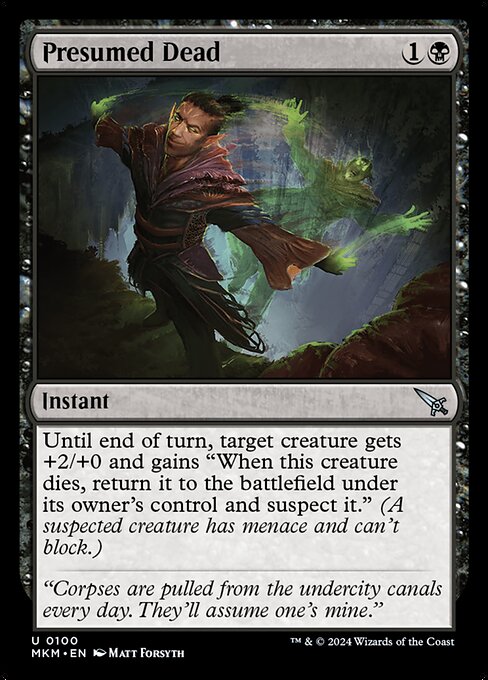 Presumed Dead 1
Instant
Until end of turn, target creature gets
+2/+0 and gains “When this creature
dies, return it to the battlefield under
its owner’s control and suspect it.” (A
suspected creature has menace and can’t
block.)
“Corpses are pulled from the undercity canals
every day. They’ll assume one’s mine.”
U 0100
MKM • EN Matt Forsyth
™ & © 2024 Wizards of the Coast